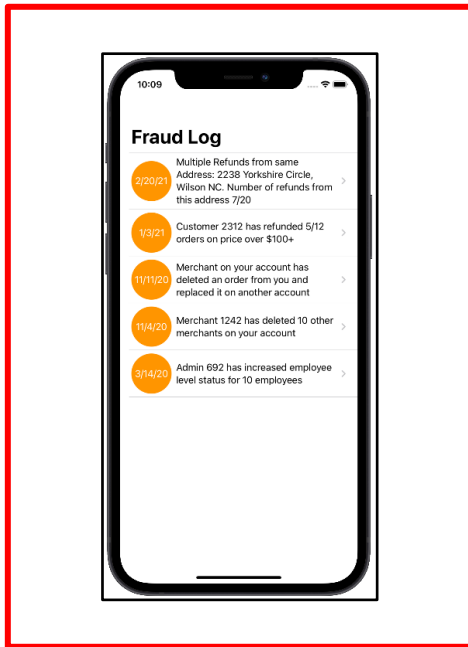 10:09
Fraud Log
2/20/21
Multiple Refunds from same
Address: 2238 Yorkshire Circle,
Wilson NC. Number of refunds from
this address 7/20
1/3/21
Customer 2312 has refunded 5/12
orders on price over $100+
11/11/20
Merchant on your account has
deleted an order from you and
replaced it on another account
11/4/20
Merchant 1242 has deleted 10 other
merchants on your account
3/14/20
Admin 692 has increased employee
level status for 10 employees